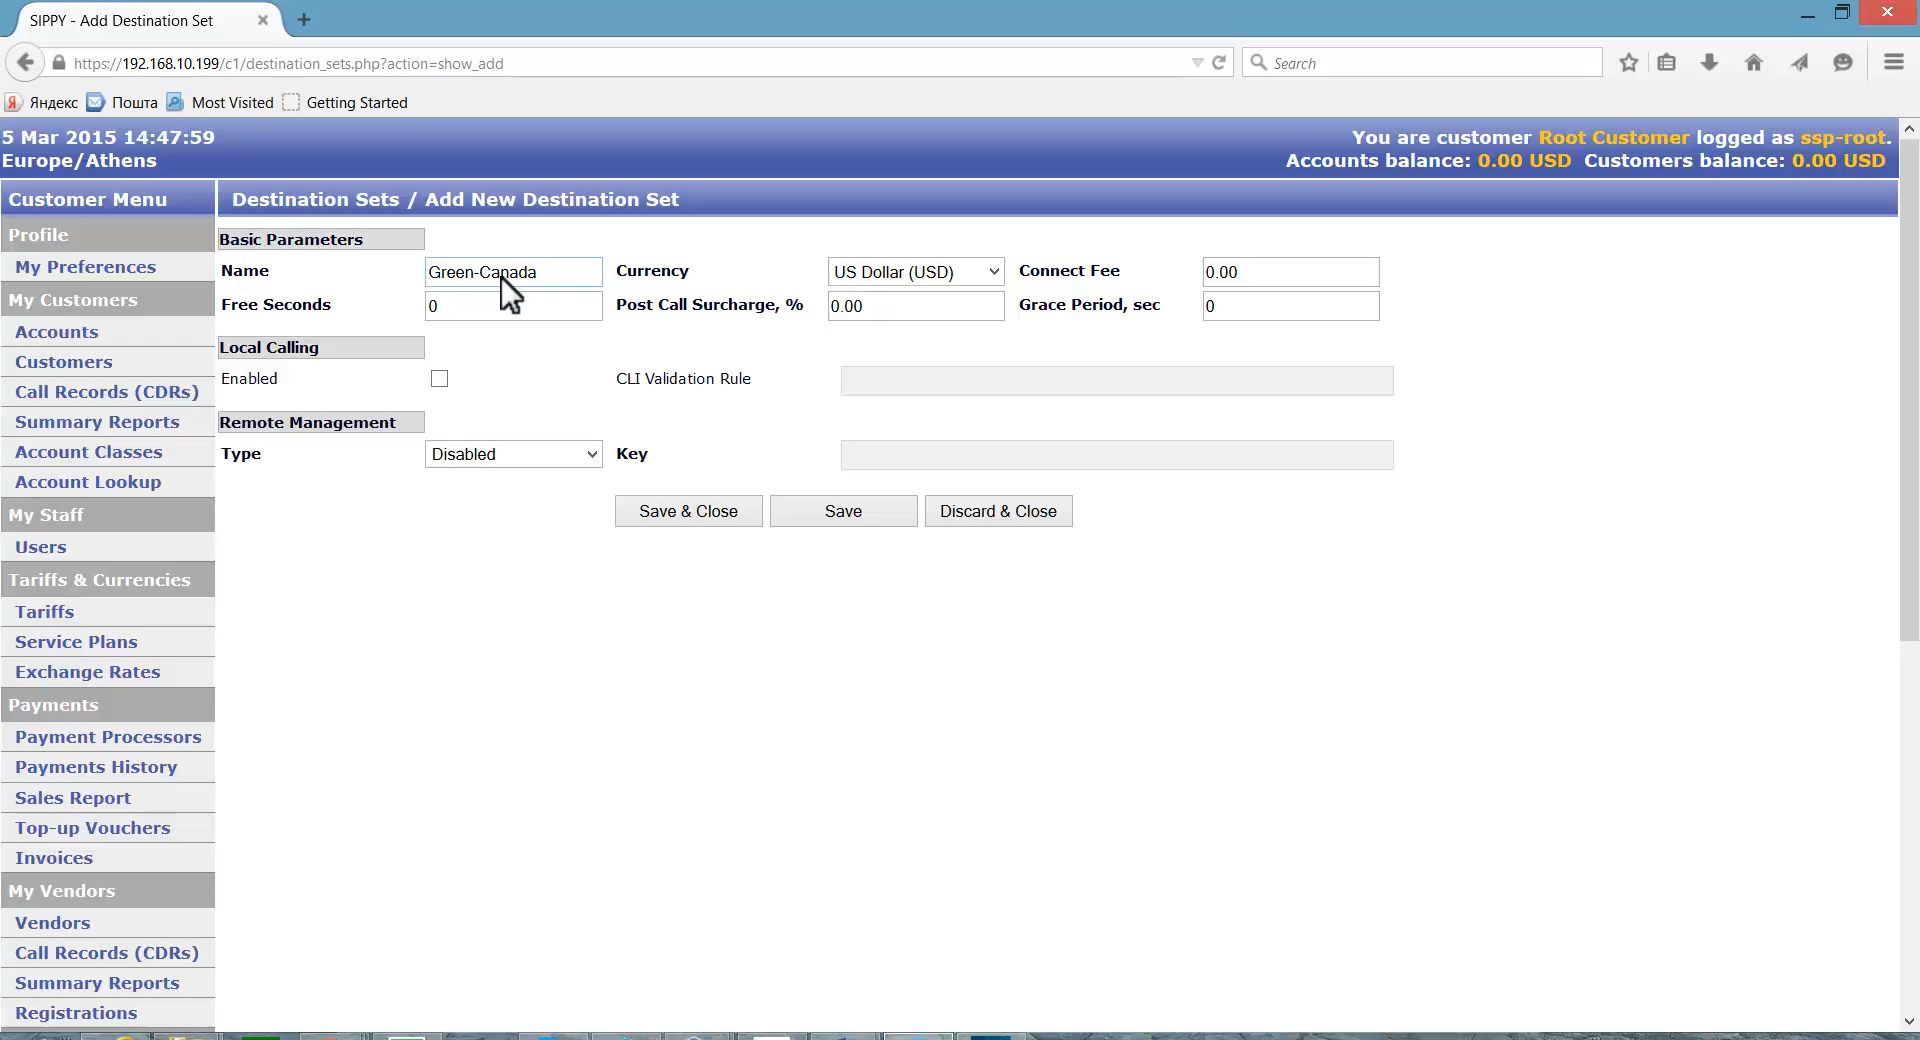 SIPPY - Add Destination Set
https://192.168.10.199/c1/destination_sets.php?action=show_add
Search
Яндекс Пошта Most Visited Getting Started
5 Mar 2015 14:47:59
Europe/Athens
You are customer Root Customer logged as ssp-root.
Accounts balance: 0.00 USD Customers balance: 0.00 USD
Customer Menu
Profile
My Preferences
My Customers
Accounts
Customers
Call Records (CDRs)
Summary Reports
Account Classes
Account Lookup
My Staff
Users
Tariffs & Currencies
Tariffs
Service Plans
Exchange Rates
Payments
Payment Processors
Payments History
Sales Report
Top-up Vouchers
Invoices
My Vendors
Vendors
Call Records (CDRs)
Summary Reports
Registrations
Destination Sets / Add New Destination Set
Basic Parameters
Name Green-Canada Currency US Dollar (USD) Connect Fee 0.00
Free Seconds 0 Post Call Surcharge, % 0.00 Grace Period, sec 0
Local Calling
Enabled CLI Validation Rule
Remote Management
Type Disabled Key
Save & Close Save Discard & Close